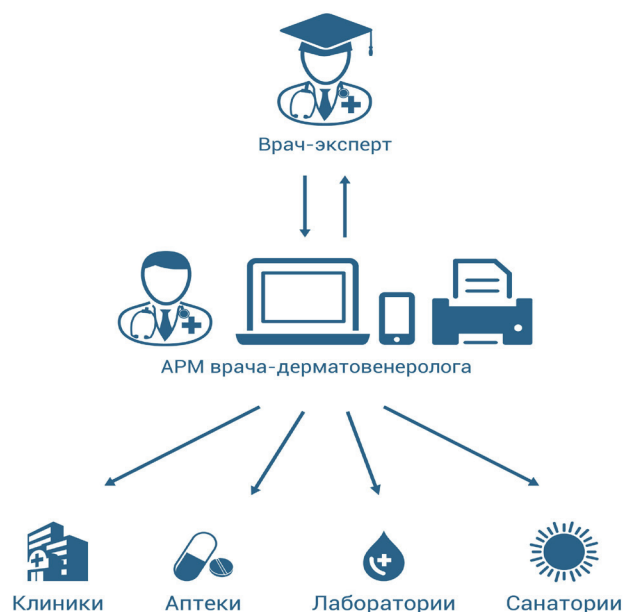 Врач-эксперт
АРМ врача-дерматовенеролога
Клиники Аптеки Лаборатории Санатории